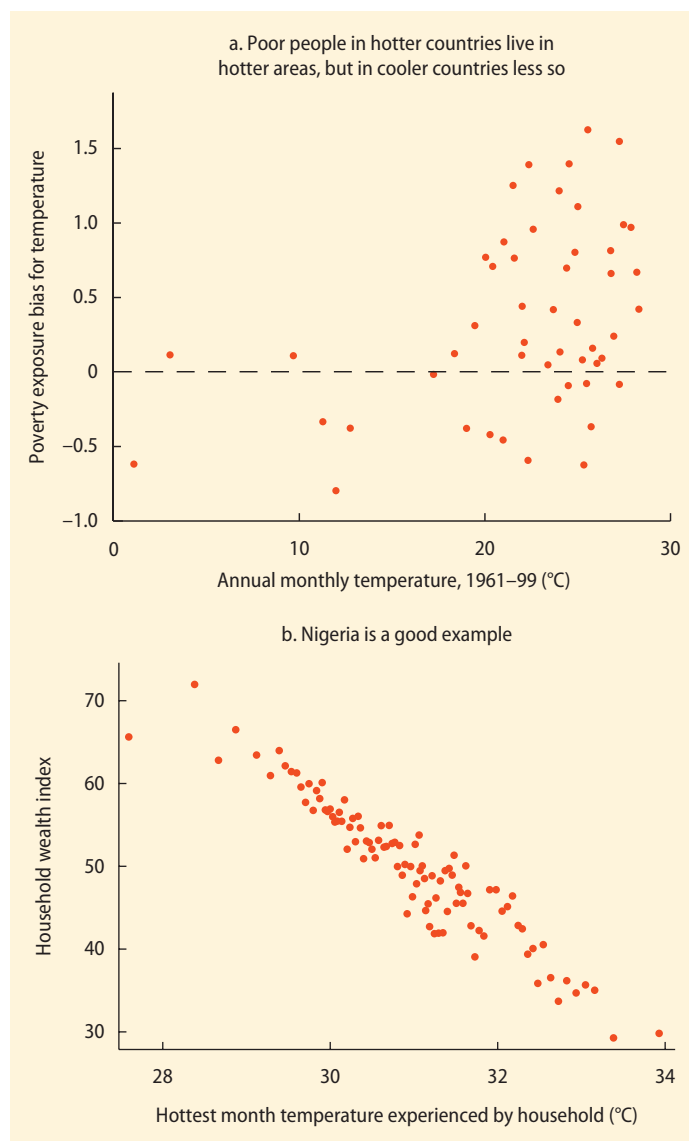 a. Poor people in hotter countries live in
hotter areas, but in cooler countries less so
Poverty exposure bias for temperature
1.5
1.0
0.5
0
–0.5
–1.0
0
10
20
30
Annual monthly temperature, 1961–99 (°C)
b. Nigeria is a good example
Household wealth index
70
60
50
40
30
28
30
32
34
Hottest month temperature experienced by household (°C)